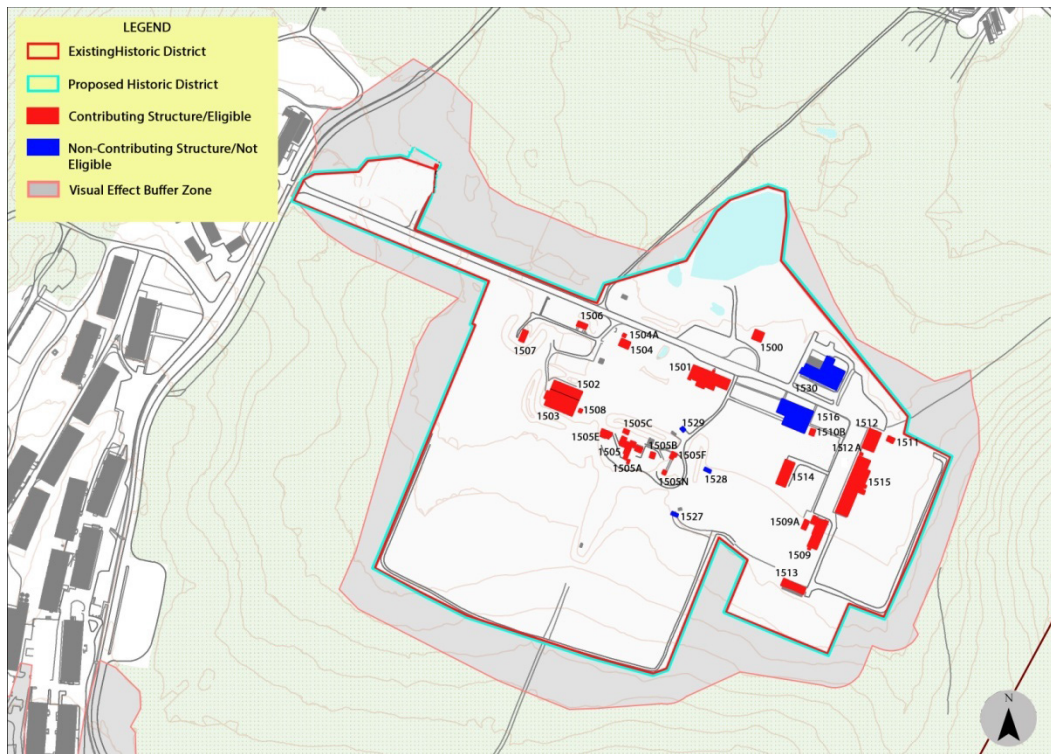 LEGEND
ExistingHistoric District
Proposed Historic District
Contributing Structure/Eligible
Non-Contributing Structure/Not
Eligible
Visual Effect Buffer Zone
1506
1507
1504A
1504
1500
1501
1502
1503
1508
1530
1516
1510B
1512
1511
1512A
1505C
1529
1505E
1505B
1505
1505F
1505A
1505N
1528
1514
1515
1527
1509A
1509
1513
N